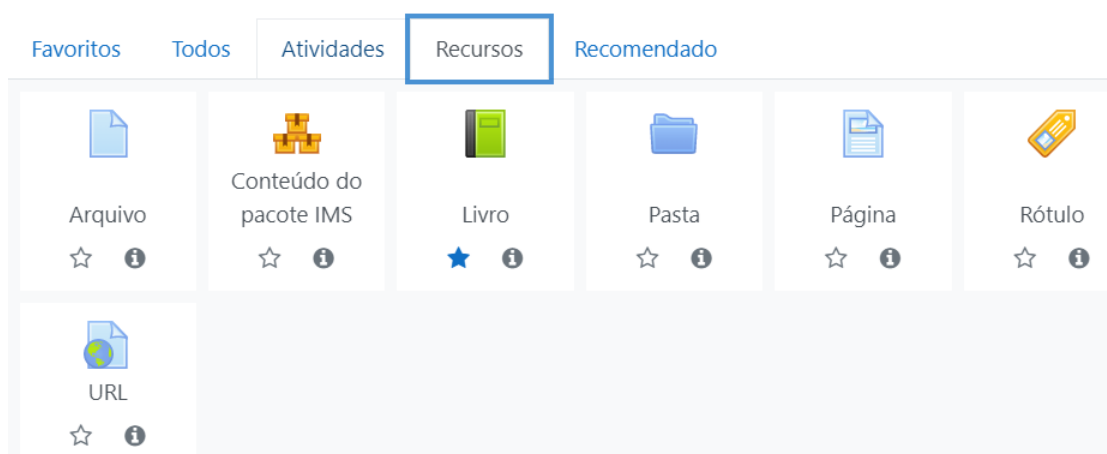 Favoritos Todos Atividades Recursos Recomendado
Arquivo
Conteúdo do
pacote IMS
Livro
Pasta
Página
Rótulo
URL